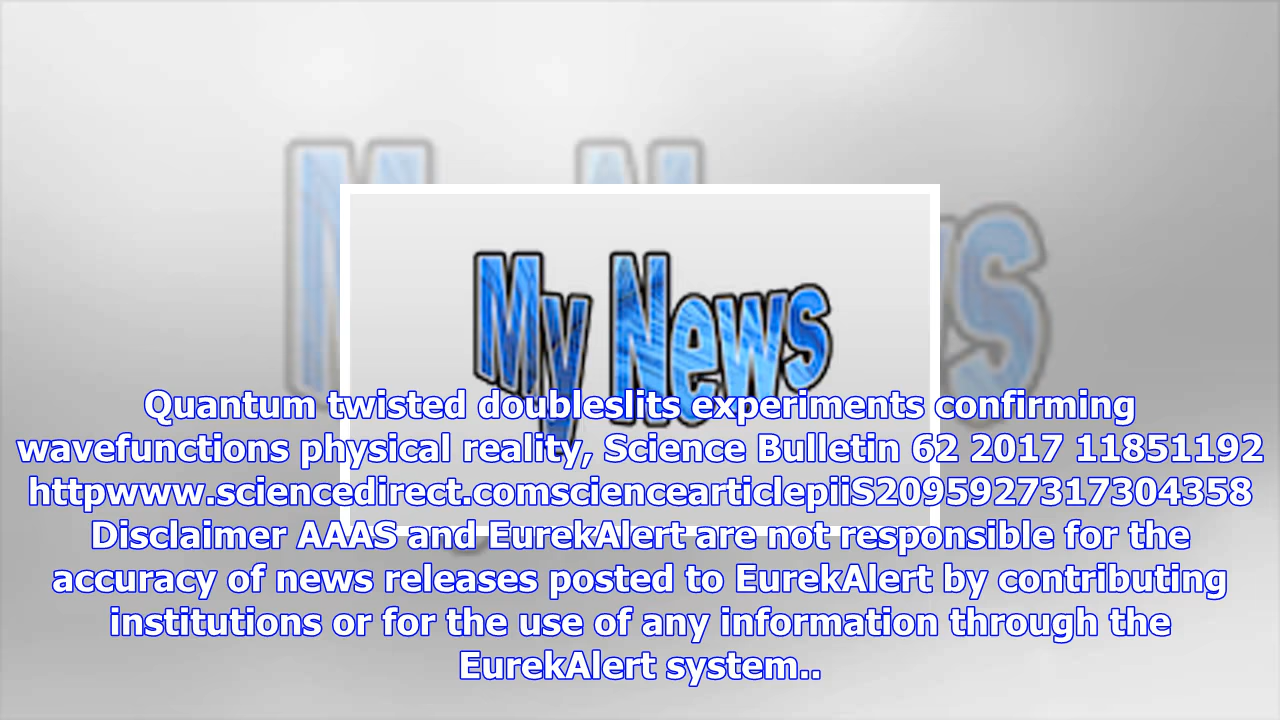 My News
Quantum twisted doubleslits experiments confirming
wavefunctions physical reality, Science Bulletin 62 2017 11851192
httpwww.sciencedirect.comsciencearticlepiiS2095927317304358
Disclaimer AAAS and EurekAlert are not responsible for the
accuracy of news releases posted to EurekAlert by contributing
institutions or for the use of any information through the
EurekAlert system..